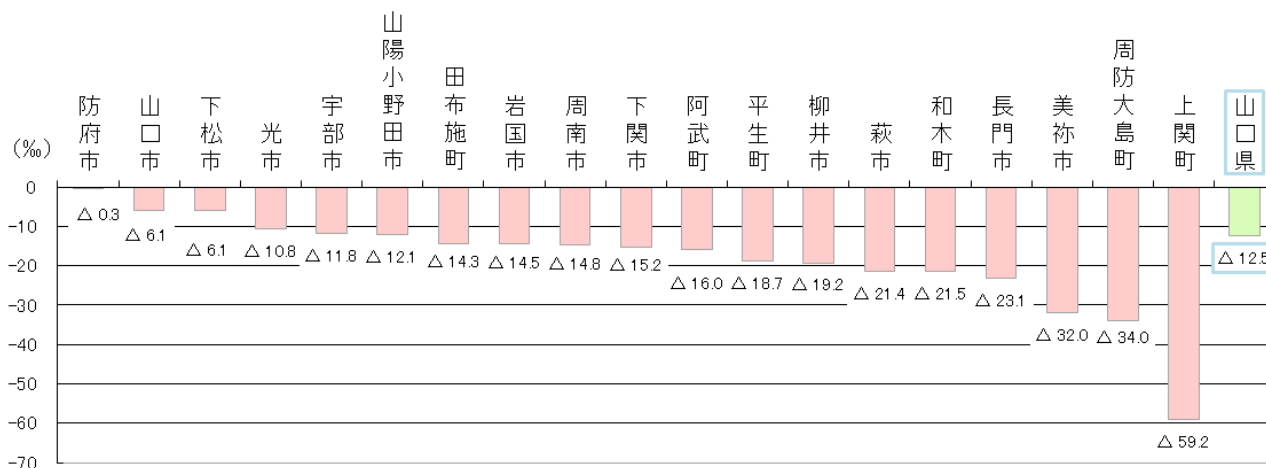 防府市
山口市
下松市
光市
宇部市
山陽小野田市
田布施町
岩国市
周南市
下関市
阿武町
平生町
柳井市
萩市
和木町
長門市
美祢市
周防大島町
上関町
山口県
(‰)
0
-10
-20
-30
-40
-50
-60
-70
△ 0.3
△ 6.1
△ 6.1
△ 10.8
△ 11.8
△ 12.1
△ 14.3
△ 14.5
△ 14.8
△ 15.2
△ 16.0
△ 18.7
△ 19.2
△ 21.4
△ 21.5
△ 23.1
△ 32.0
△ 34.0
△ 59.2
△ 12.5